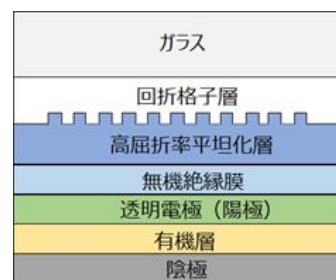 ガラス
回折格子層
高屈折率平坦化層
無機絶縁膜
透明電極（陽極）
有機層
陰極